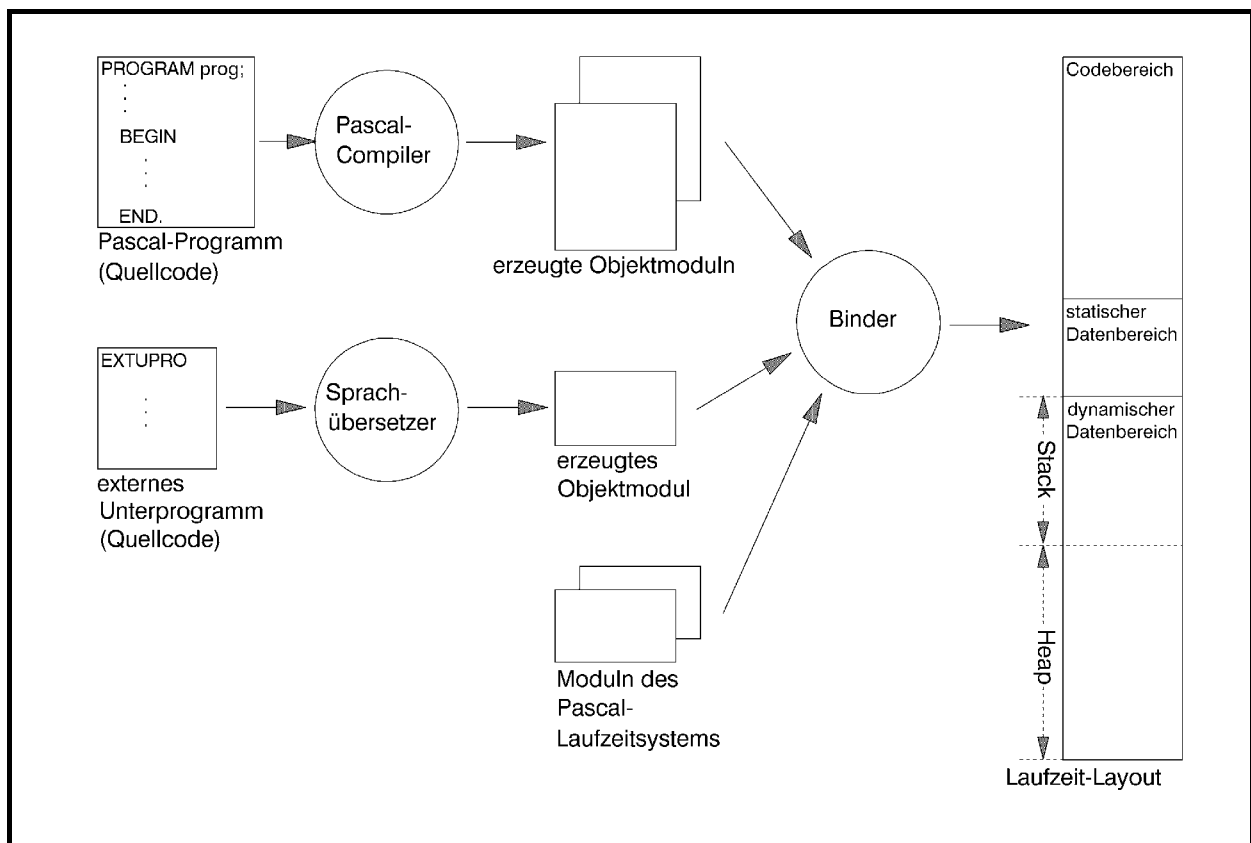 PROGRAM prog;
.
.
.
BEGIN
.
.
.
END.
Pascal-Programm
(Quellcode)
Pascal-
Compiler
erzeugte Objektmoduln
EXTUPRO
.
.
.
externes
Unterprogramm
(Quellcode)
Sprach-
übersetzer
erzeugtes
Objektmodul
Moduln des
Pascal-
Laufzeitsystems
Binder
Codebereich
statischer
Datenbereich
dynamischer
Datenbereich
Stack
Heap
Laufzeit-Layout